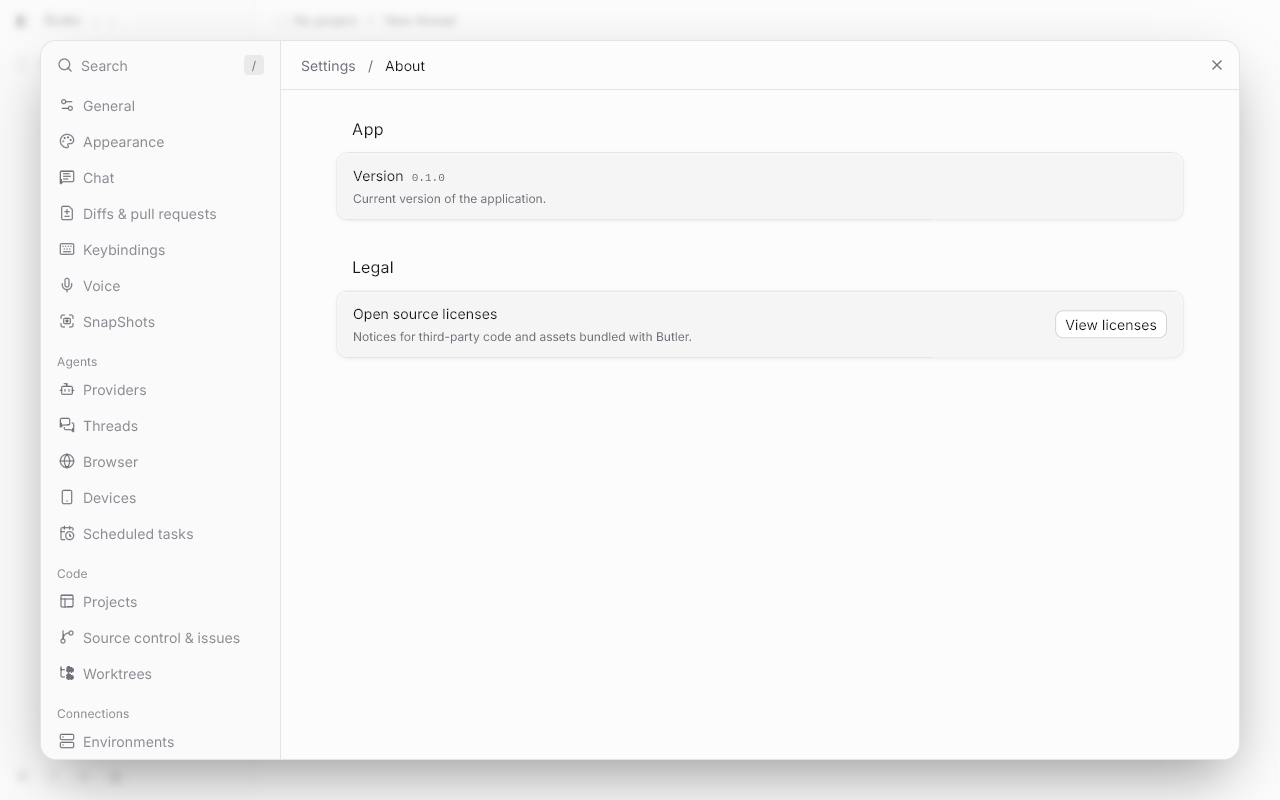 Search /
General
Appearance
Chat
Diffs & pull requests
Keybindings
Voice
SnapShots
Agents
Providers
Threads
Browser
Devices
Scheduled tasks
Code
Projects
Source control & issues
Worktrees
Connections
Environments
Settings / About
App
Version 0.1.0
Current version of the application.
Legal
Open source licenses
Notices for third-party code and assets bundled with Butler.
View licenses